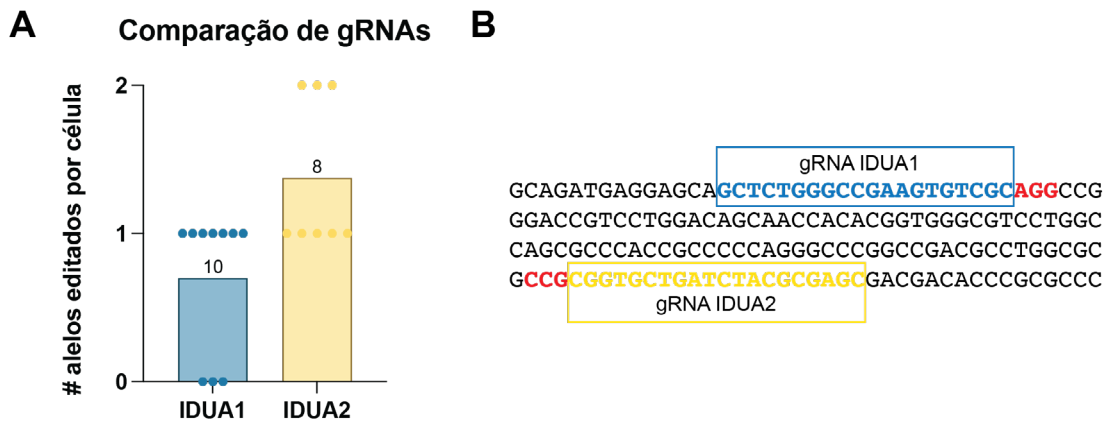 A
Comparação de gRNAs
# alelos editados por célula
2
1
0
10
8
IDUA1
IDUA2
B
gRNA IDUA1
GCAGATGAGGAGCAGCTCTGGGCCGAAGTGTCGCAGGCCG
GGACCGTCCTGGACAGCAACCACACGGTGGGCGTCCTGGC
CAGCGCCCACCGCCCCCAGGGCCCGGCCGACGCCTGGCGC
GCCGCGGTGCTGATCTACGCGAGCGACGACACCCGCGCCC
gRNA IDUA2